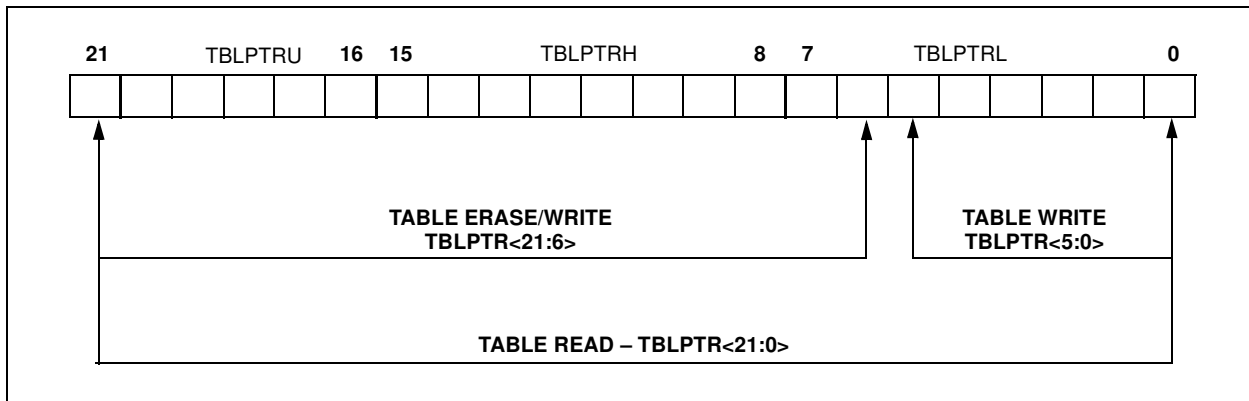 21 TBLPTRU 16 15 TBLPTRH 8 7 TBLPTRL 0
TABLE ERASE/WRITE
TBLPTR<21:6>
TABLE WRITE
TBLPTR<5:0>
TABLE READ – TBLPTR<21:0>